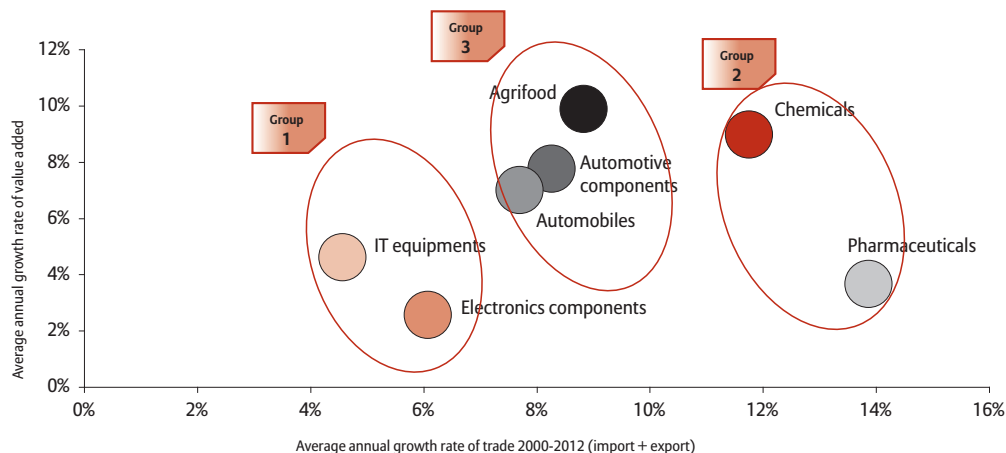 Group
3
Group
2
Group
1
12%
10%
8%
6%
4%
2%
0%
Average annual growth rate of value added
Agrifood
Chemicals
Automotive
components
Automobiles
IT equipments
Pharmaceuticals
Electronics components
0%
2%
4%
6%
8%
10%
12%
14%
16%
Average annual growth rate of trade 2000-2012 (import + export)